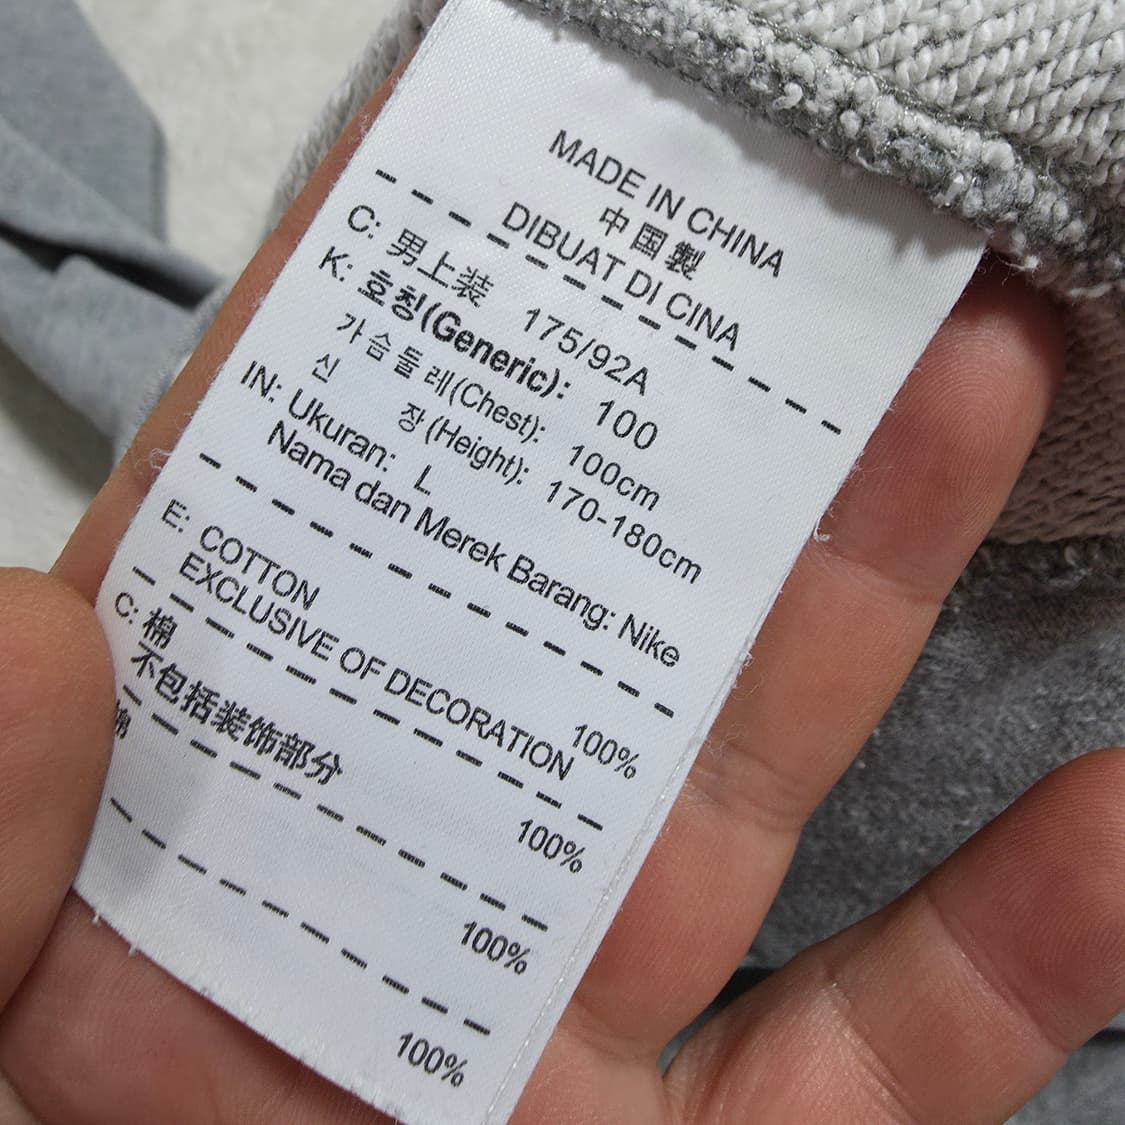 MADE IN CHINA
中国製
DIBUAT DI CINA
C: 男上装 175/92A
K: 호칭(Generic): 100
가슴둘레(Chest): 100cm
신 장(Height): 170-180cm
IN: Ukuran: L
Nama dan Merek Barang: Nike
E: COTTON 100%
EXCLUSIVE OF DECORATION
C: 棉 100%
不包括装饰部分
棉 100%
100%